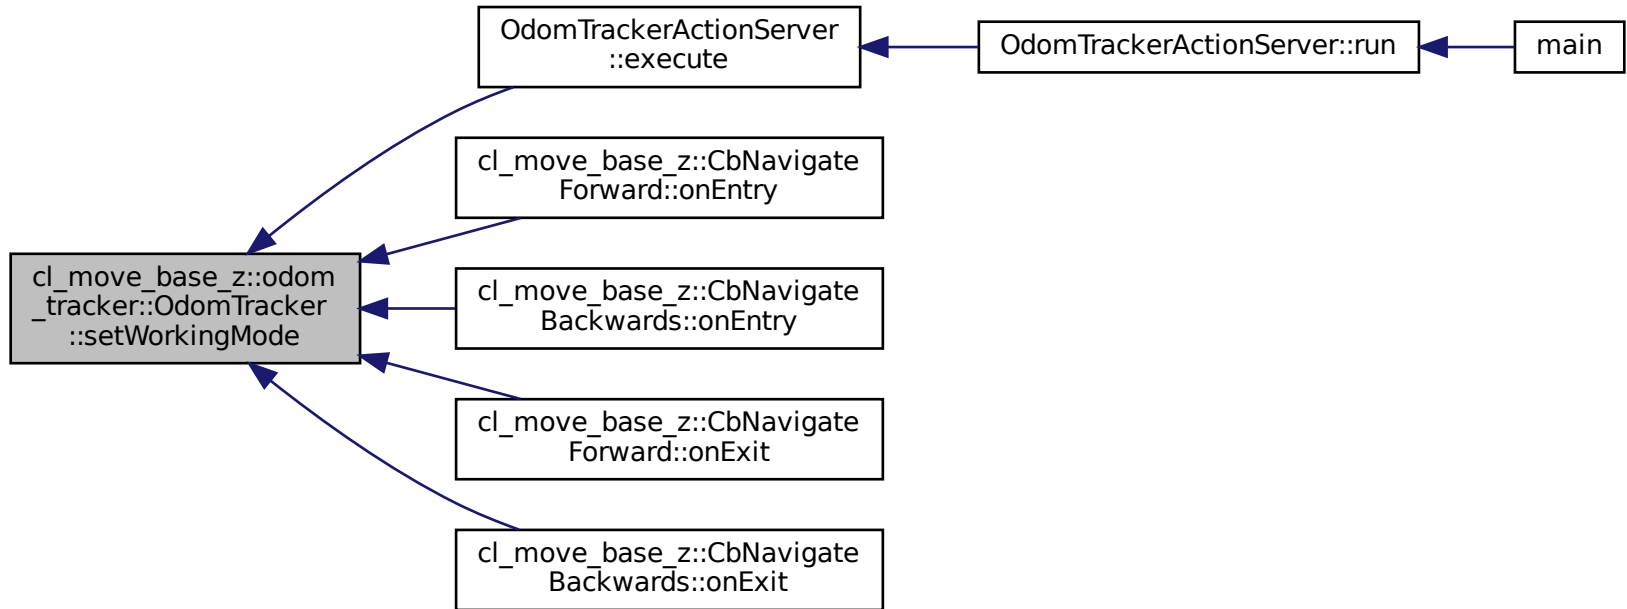 OdomTrackerActionServer
::execute
OdomTrackerActionServer::run
main
cl_move_base_z::CbNavigate
Forward::onEntry
cl_move_base_z::odom
_tracker::OdomTracker
::setWorkingMode
cl_move_base_z::CbNavigate
Backwards::onEntry
cl_move_base_z::CbNavigate
Forward::onExit
cl_move_base_z::CbNavigate
Backwards::onExit